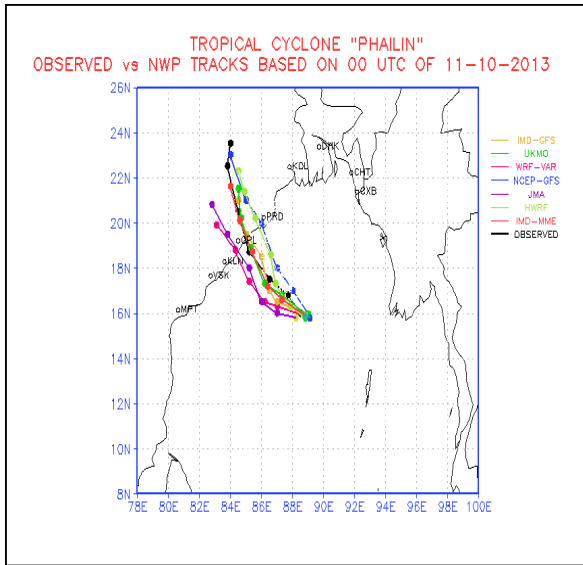 TROPICAL CYCLONE "PHAILIN"
OBSERVED vs NWP TRACKS BASED ON 00 UTC OF 11-10-2013
26N
24N
22N
20N
18N
16N
14N
12N
10N
8N
DHK
KOL
CHT
CXB
PRD
GPL
KLN
VSK
MPT
IMD-GFS
UKMO
WRF-VAR
NCEP-GFS
JMA
HWRF
IMD-MME
OBSERVED
78E 80E 82E 84E 86E 88E 90E 92E 94E 96E 98E 100E